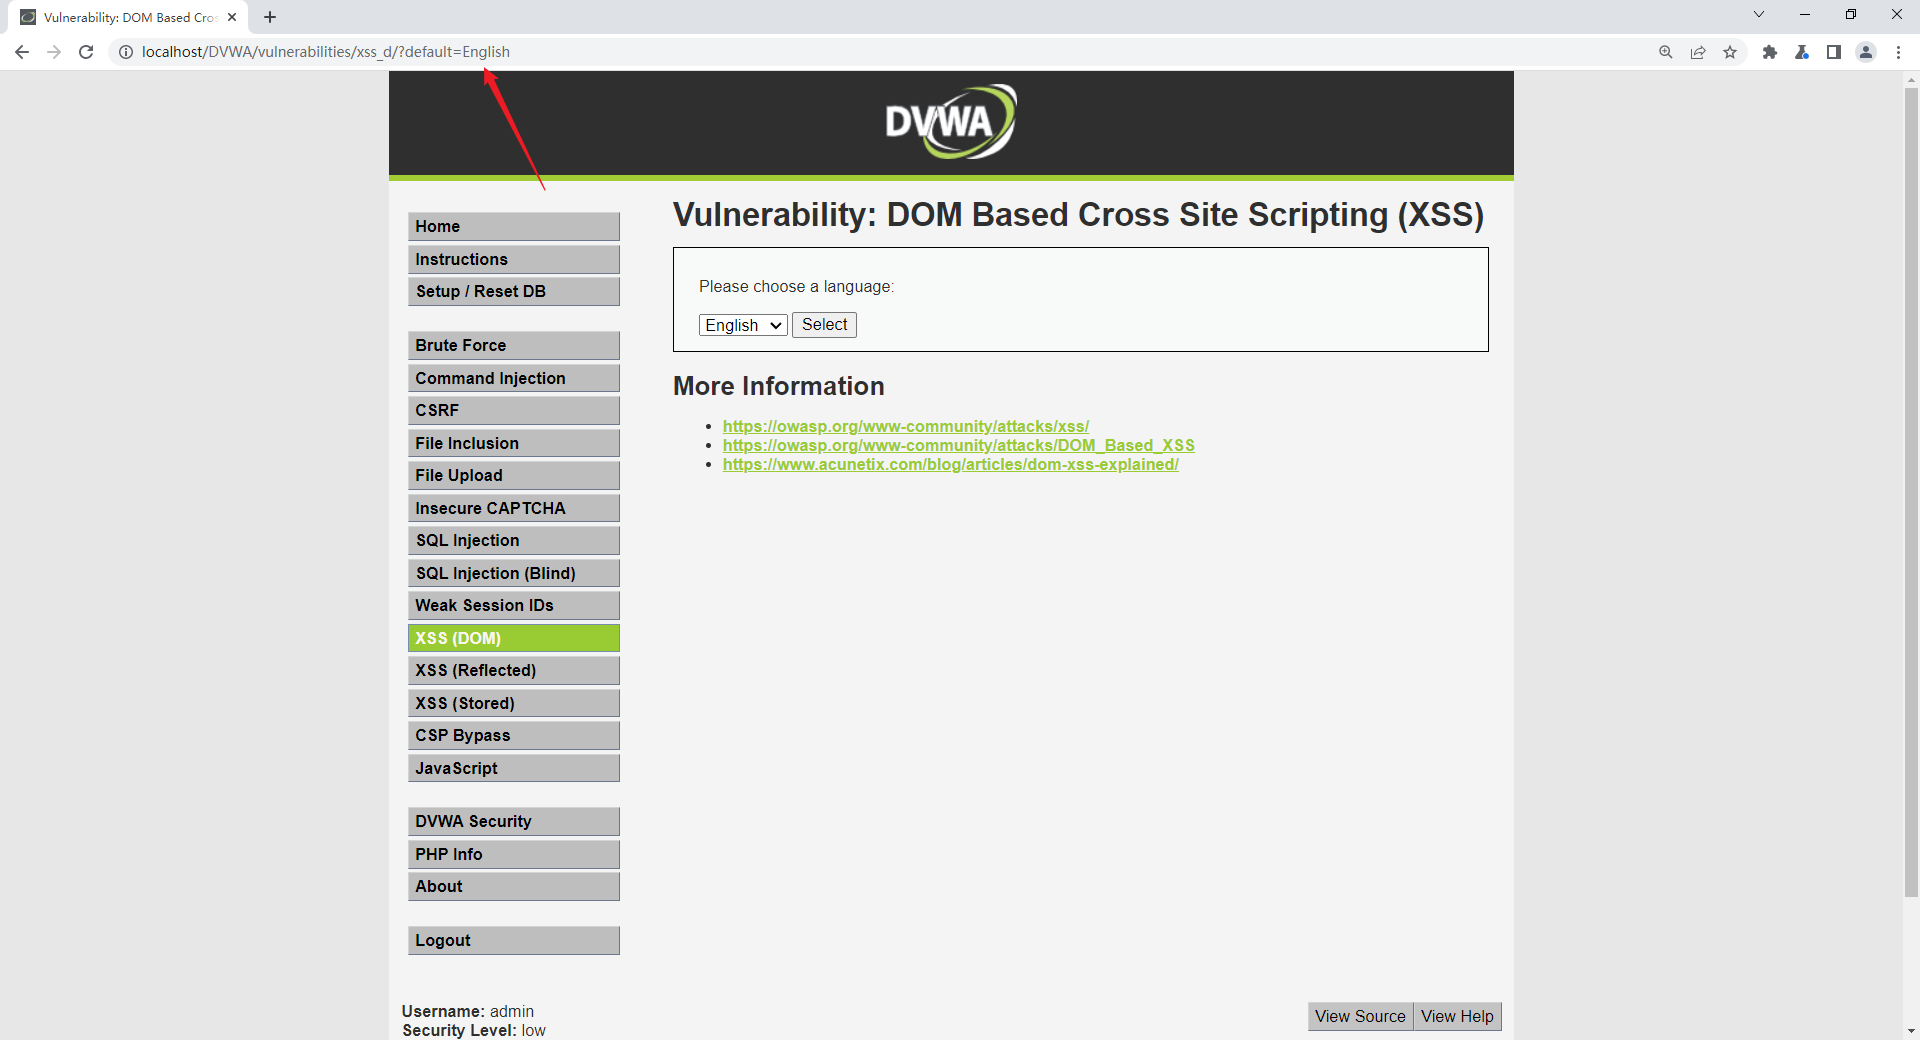 Vulnerability: DOM Based Cros
localhost/DVWA/vulnerabilities/xss_d/?default=English
DVWA
Home
Instructions
Setup / Reset DB
Brute Force
Command Injection
CSRF
File Inclusion
File Upload
Insecure CAPTCHA
SQL Injection
SQL Injection (Blind)
Weak Session IDs
XSS (DOM)
XSS (Reflected)
XSS (Stored)
CSP Bypass
JavaScript
DVWA Security
PHP Info
About
Logout
Vulnerability: DOM Based Cross Site Scripting (XSS)
Please choose a language:
English Select
More Information
https://owasp.org/www-community/attacks/xss/
https://owasp.org/www-community/attacks/DOM_Based_XSS
https://www.acunetix.com/blog/articles/dom-xss-explained/
Username: admin
Security Level: low
View Source View Help